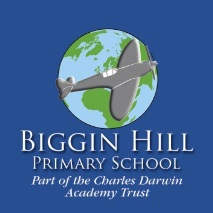 BIGGIN HILL
PRIMARY SCHOOL
Part of the Charles Darwin
Academy Trust